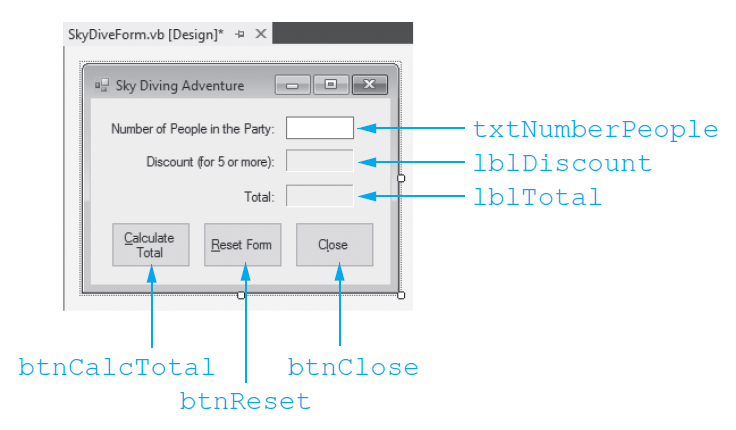 SkyDiveForm.vb [Design]*
Sky Diving Adventure
Number of People in the Party:
txtNumberPeople
Discount (for 5 or more):
lblDiscount
Total:
lblTotal
Calculate
Total
Reset Form
Close
btnCalcTotal
btnClose
btnReset